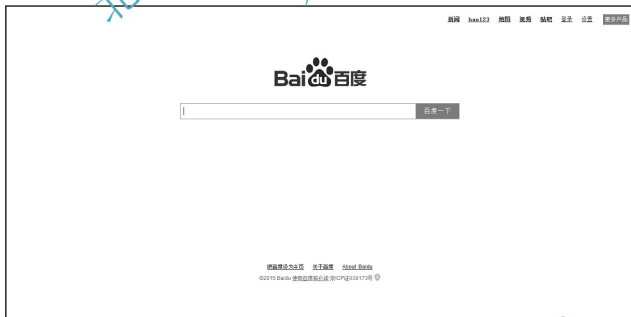 新闻 hao123 地图 视频 贴吧 登录 设置 更多产品
Bai du 百度
百度一下
把百度设为主页 关于百度 About Baidu
©2015 Baidu 使用百度前必读 京ICP证030173号